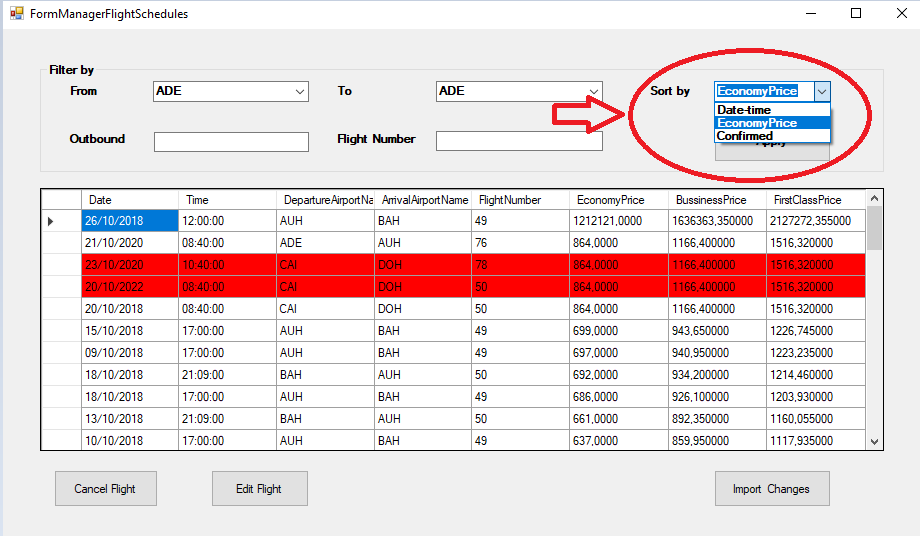 FormManagerFlightSchedules
Filter by
From ADE To ADE Sort by EconomyPrice
Date-time
EconomyPrice
Confirmed
Outbound Flight Number Apply
Date Time DepartureAirportNa ArrivalAirportName FlightNumber EconomyPrice BussinessPrice FirstClassPrice
26/10/2018 12:00:00 AUH BAH 49 1212121,0000 1636363,350000 2127272,355000
21/10/2020 08:40:00 ADE AUH 76 864,0000 1166,400000 1516,320000
23/10/2020 10:40:00 CAI DOH 78 864,0000 1166,400000 1516,320000
20/10/2022 08:40:00 CAI DOH 50 864,0000 1166,400000 1516,320000
20/10/2018 08:40:00 CAI DOH 50 864,0000 1166,400000 1516,320000
15/10/2018 17:00:00 AUH BAH 49 699,0000 943,650000 1226,745000
09/10/2018 17:00:00 AUH BAH 49 697,0000 940,950000 1223,235000
18/10/2018 21:09:00 BAH AUH 50 692,0000 934,200000 1214,460000
18/10/2018 17:00:00 AUH BAH 49 686,0000 926,100000 1203,930000
13/10/2018 21:09:00 BAH AUH 50 661,0000 892,350000 1160,055000
10/10/2018 17:00:00 AUH BAH 49 637,0000 859,950000 1117,935000
Cancel Flight Edit Flight Import Changes